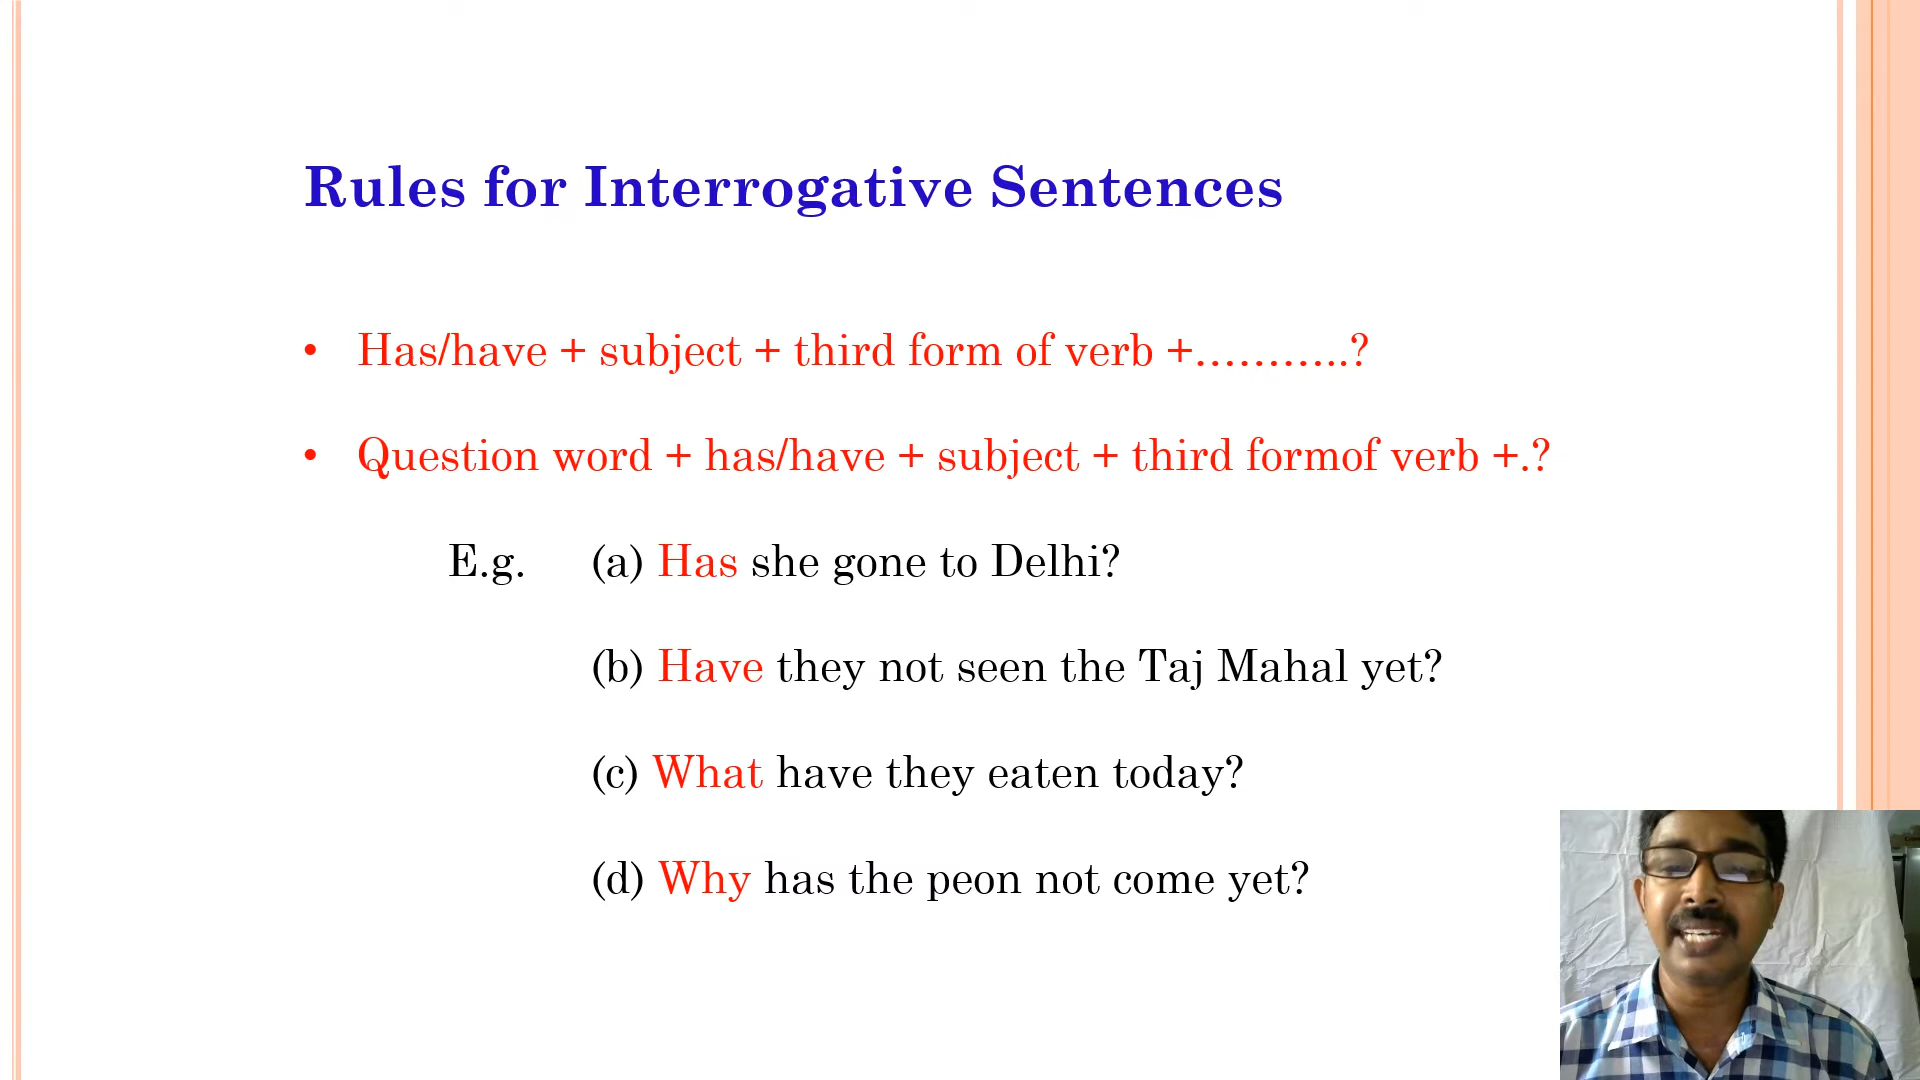 Rules for Interrogative Sentences
• Has/have + subject + third form of verb +………..?
• Question word + has/have + subject + third formof verb +.?
E.g. (a) Has she gone to Delhi?
(b) Have they not seen the Taj Mahal yet?
(c) What have they eaten today?
(d) Why has the peon not come yet?